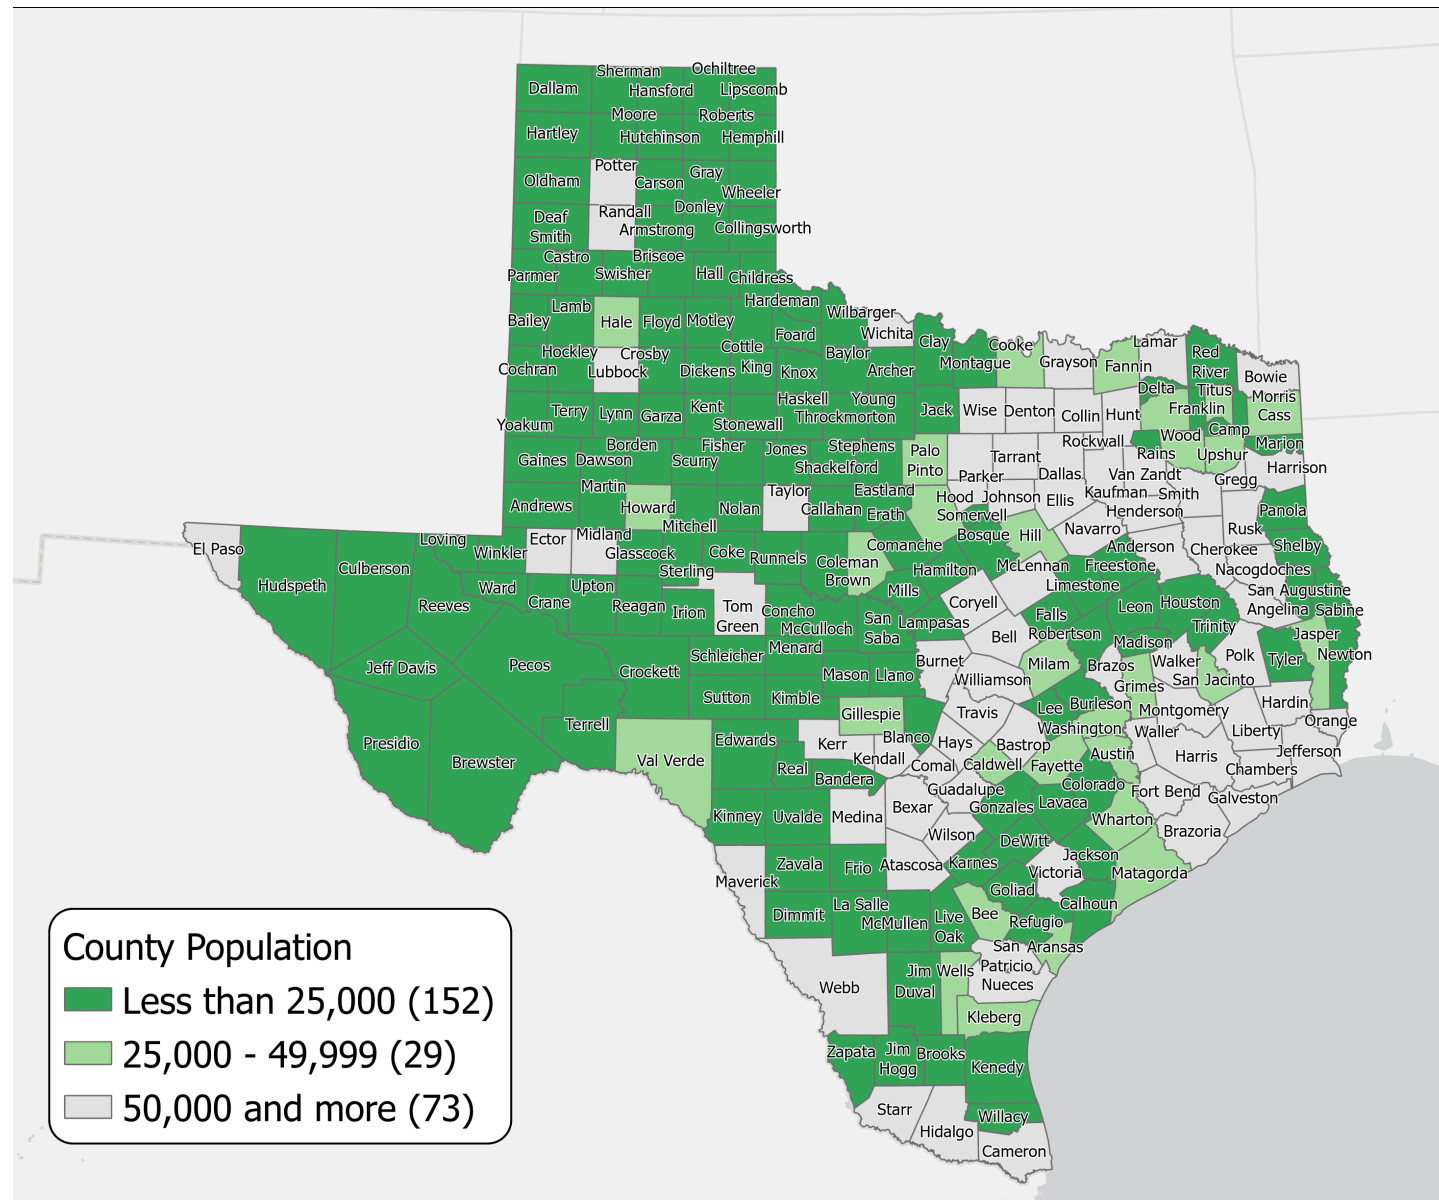 Sherman
Ochiltree
Dallam
Hansford
Lipscomb
Moore
Roberts
Hartley
Hutchinson
Hemphill
Potter
Gray
Oldham
Carson
Wheeler
Randall
Donley
Deaf
Smith
Armstrong
Collingsworth
Castro
Briscoe
Parmer
Swisher
Hall
Childress
Hardeman
Lamb
Wilbarger
Bailey
Hale
Floyd
Motley
Foard
Wichita
Clay
Cooke
Lamar
Cottle
Hockley
Crosby
Baylor
Montague
Grayson
Fannin
Red
River
Cochran
Lubbock
Dickens
King
Knox
Archer
Bowie
Delta
Titus
Morris
Haskell
Young
Terry
Lynn
Garza
Kent
Jack
Wise
Denton
Collin
Hunt
Franklin
Cass
Yoakum
Stonewall
Throckmorton
Camp
Borden
Fisher
Jones
Stephens
Rockwall
Wood
Marion
Gaines
Dawson
Scurry
Shackelford
Palo
Pinto
Tarrant
Rains
Upshur
Harrison
Martin
Parker
Dallas
Van Zandt
Gregg
Andrews
Howard
Nolan
Taylor
Callahan
Eastland
Hood
Johnson
Ellis
Kaufman
Smith
Panola
Mitchell
Erath
Somervell
Henderson
Rusk
El Paso
Loving
Winkler
Ector
Midland
Glasscock
Coke
Runnels
Coleman
Brown
Comanche
Bosque
Hill
Navarro
Anderson
Cherokee
Shelby
Hudspeth
Culberson
Sterling
Hamilton
McLennan
Freestone
Limestone
Nacogdoches
Reeves
Ward
Crane
Upton
Reagan
Irion
Tom
Green
Concho
McCulloch
Mills
San
Saba
Lampasas
Coryell
Falls
Leon
Houston
San Augustine
Angelina
Sabine
Jeff Davis
Pecos
Crockett
Schleicher
Menard
Bell
Robertson
Madison
Trinity
Jasper
Newton
Mason
Llano
Burnet
Milam
Brazos
Walker
Polk
Tyler
Williamson
Grimes
San Jacinto
Sutton
Kimble
Gillespie
Travis
Lee
Burleson
Montgomery
Hardin
Presidio
Brewster
Terrell
Val Verde
Edwards
Kerr
Blanco
Hays
Bastrop
Washington
Waller
Liberty
Orange
Real
Kendall
Comal
Caldwell
Fayette
Austin
Harris
Jefferson
Bandera
Chambers
Guadalupe
Colorado
Fort Bend
Galveston
Kinney
Uvalde
Medina
Bexar
Gonzales
Lavaca
Wharton
Brazoria
Wilson
DeWitt
Zavala
Frio
Atascosa
Karnes
Jackson
Victoria
Matagorda
Maverick
Goliad
Calhoun
Dimmit
La Salle
McMullen
Live
Oak
Bee
Refugio
San
Patricio
Aransas
Webb
Jim Wells
Duval
Nueces
Kleberg
Zapata
Jim
Hogg
Brooks
Kenedy
Starr
Willacy
Hidalgo
Cameron
County Population
Less than 25,000 (152)
25,000 - 49,999 (29)
50,000 and more (73)